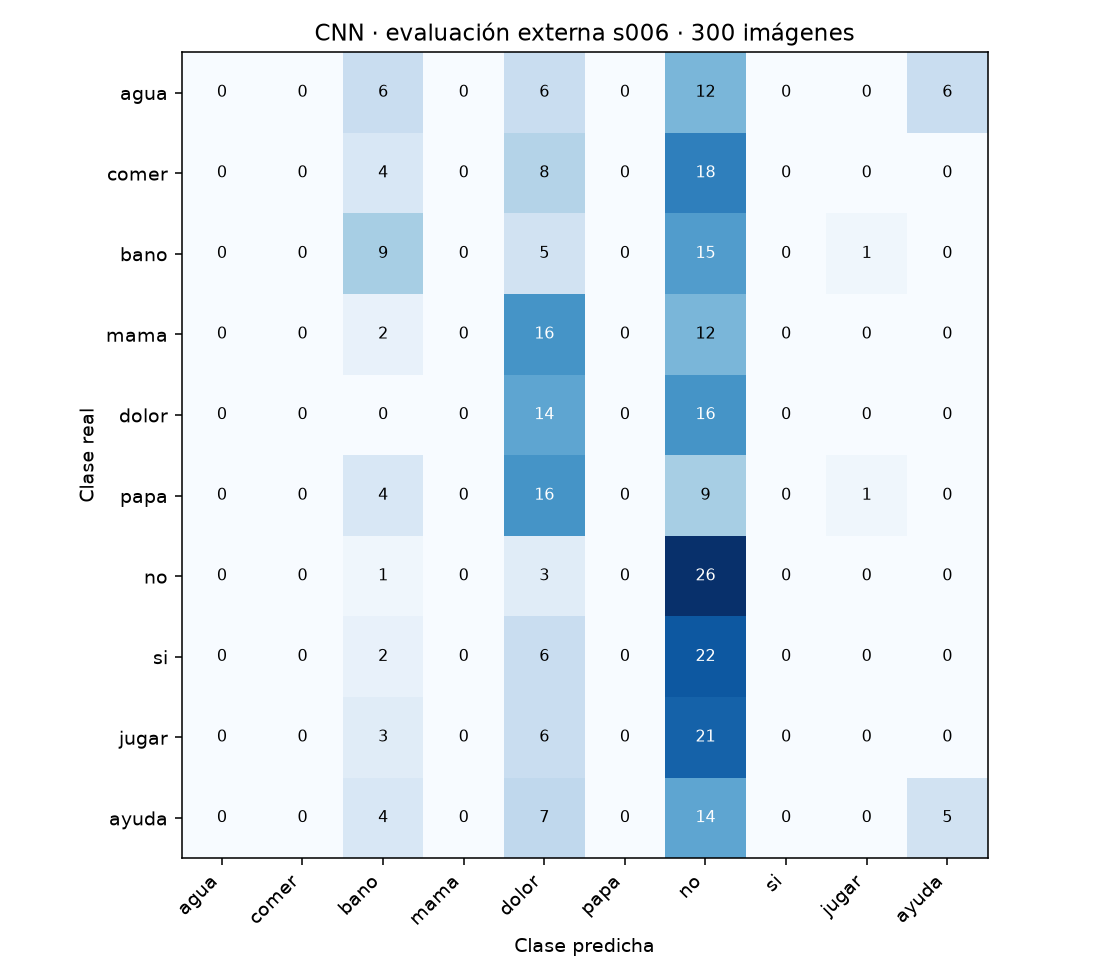 CNN · evaluación externa s006 · 300 imágenes
agua 0 0 6 0 6 0 12 0 0 6
comer 0 0 4 0 8 0 18 0 0 0
bano 0 0 9 0 5 0 15 0 1 0
mama 0 0 2 0 16 0 12 0 0 0
dolor 0 0 0 0 14 0 16 0 0 0
papa 0 0 4 0 16 0 9 0 1 0
no 0 0 1 0 3 0 26 0 0 0
si 0 0 2 0 6 0 22 0 0 0
jugar 0 0 3 0 6 0 21 0 0 0
ayuda 0 0 4 0 7 0 14 0 0 5
Clase real
agua comer bano mama dolor papa no si jugar ayuda
Clase predicha